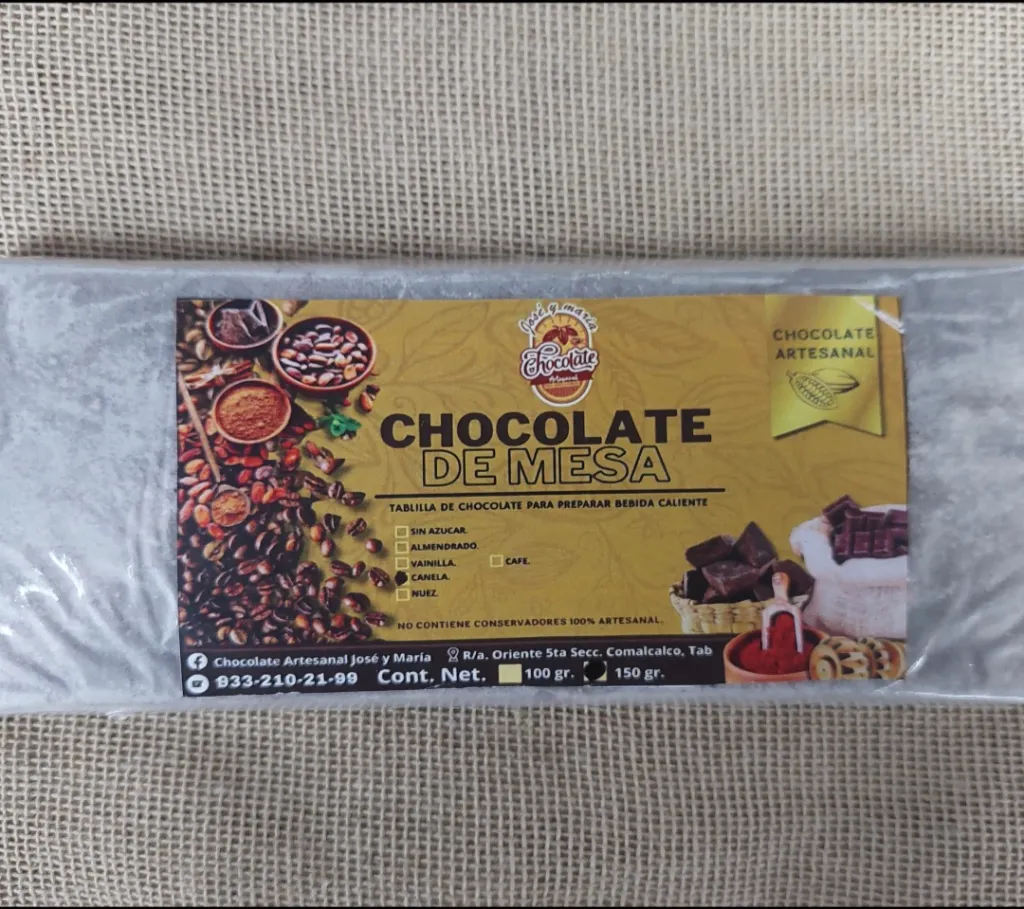 José y maría
Chocolate
Artesanal
CHOCOLATE
ARTESANAL
CHOCOLATE
DE MESA
TABLILLA DE CHOCOLATE PARA PREPARAR BEBIDA CALIENTE
SIN AZUCAR.
ALMENDRADO.
VAINILLA. CAFE.
CANELA.
NUEZ.
NO CONTIENE CONSERVADORES 100% ARTESANAL.
Chocolate Artesanal José y María R/a. Oriente 5ta Secc. Comalcalco, Tab
933-210-21-99 Cont. Net. 100 gr. 150 gr.